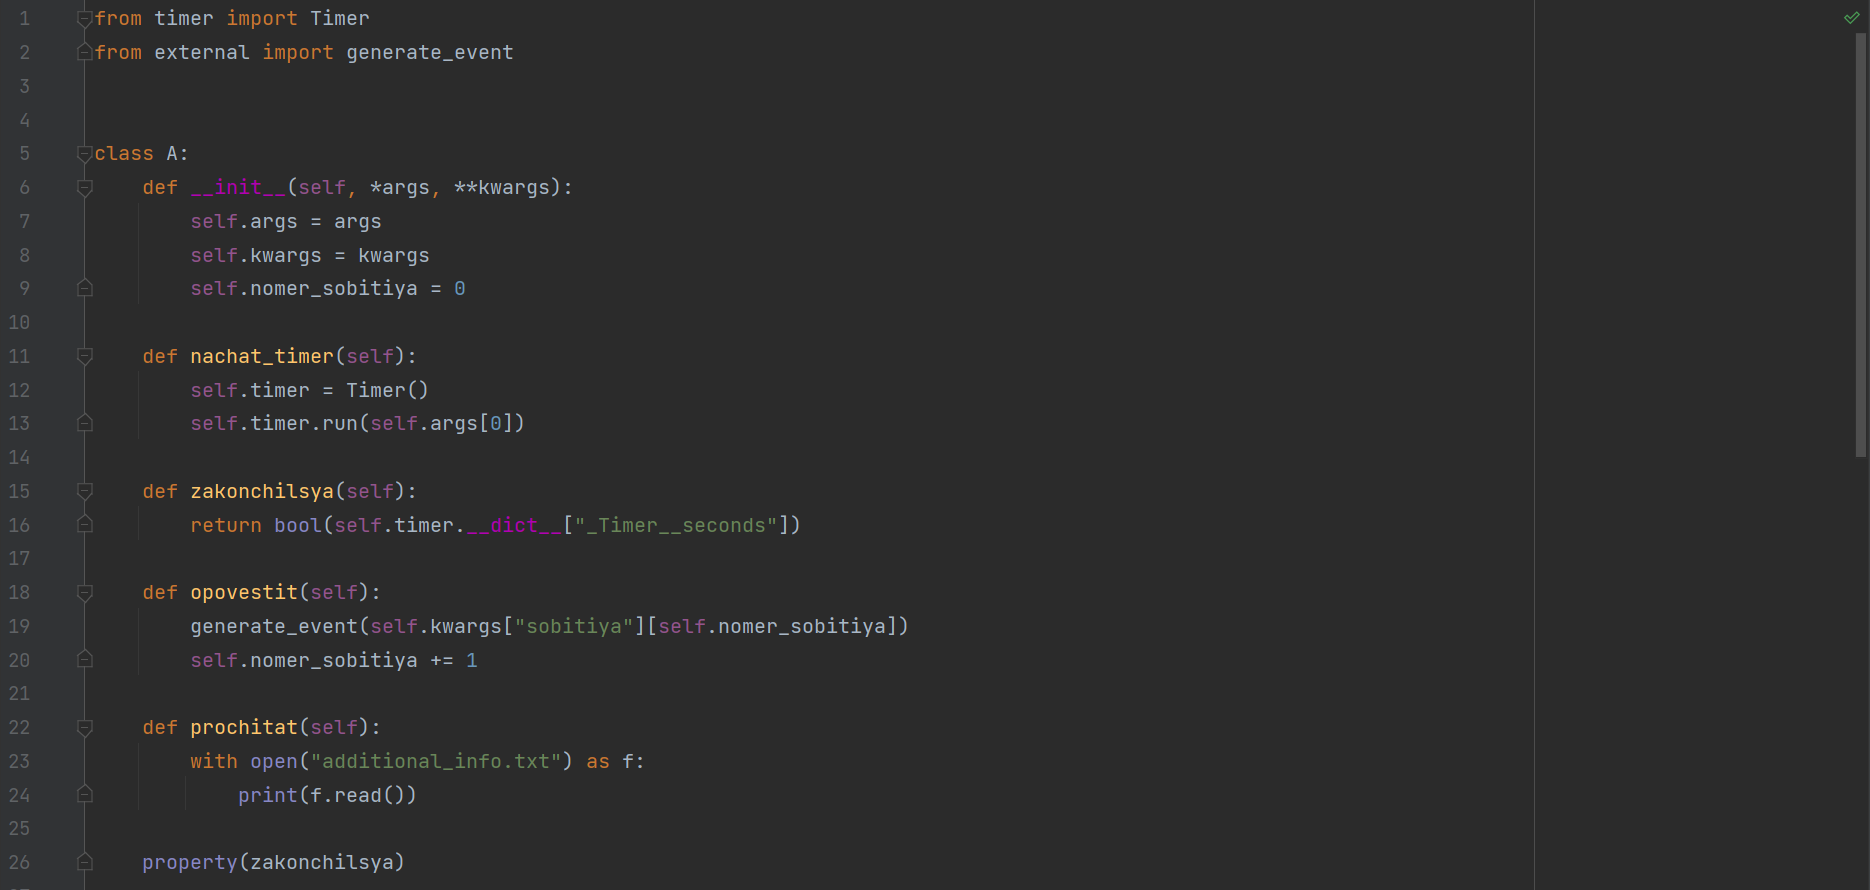 1 from timer import Timer
2 from external import generate_event
3
4
5 class A:
6     def __init__(self, *args, **kwargs):
7         self.args = args
8         self.kwargs = kwargs
9         self.nomer_sobitiya = 0
10
11     def nachat_timer(self):
12         self.timer = Timer()
13         self.timer.run(self.args[0])
14
15     def zakonchilsya(self):
16         return bool(self.timer.__dict__["_Timer__seconds"])
17
18     def opovestit(self):
19         generate_event(self.kwargs["sobitiya"][self.nomer_sobitiya])
20         self.nomer_sobitiya += 1
21
22     def prochitat(self):
23         with open("additional_info.txt") as f:
24             print(f.read())
25
26     property(zakonchilsya)